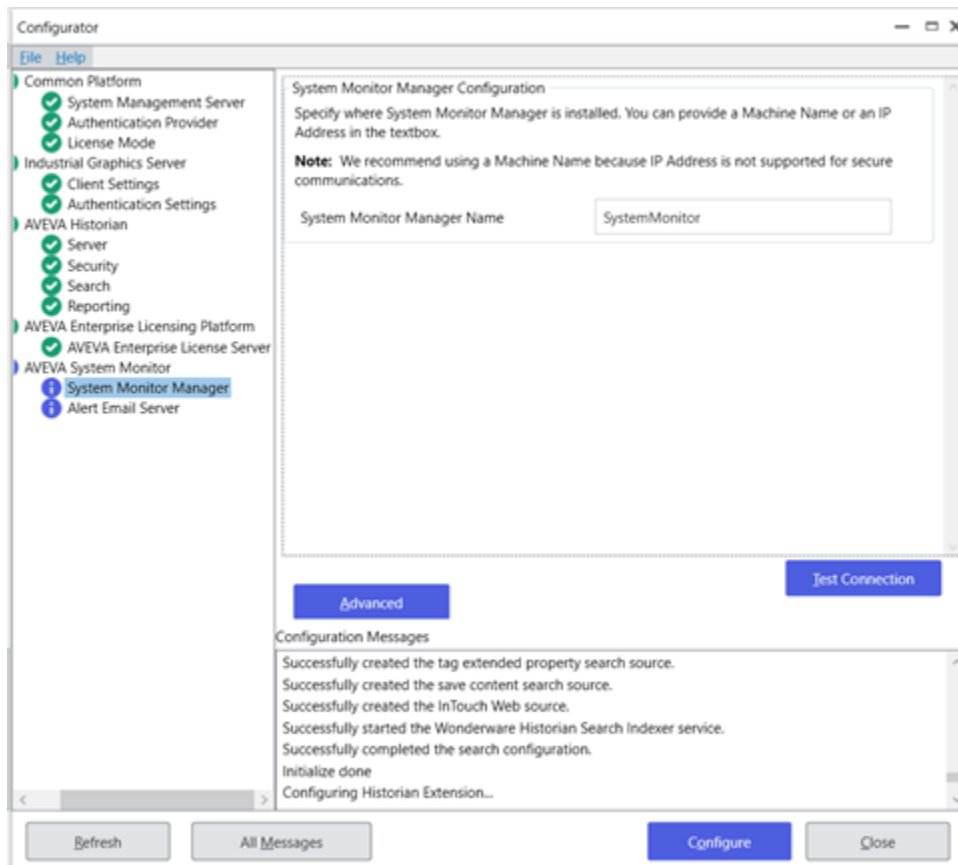 Configurator
File Help
Common Platform
System Management Server
Authentication Provider
License Mode
Industrial Graphics Server
Client Settings
Authentication Settings
AVEVA Historian
Server
Security
Search
Reporting
AVEVA Enterprise Licensing Platform
AVEVA Enterprise License Server
AVEVA System Monitor
System Monitor Manager
Alert Email Server
System Monitor Manager Configuration
Specify where System Monitor Manager is installed. You can provide a Machine Name or an IP
Address in the textbox.
Note: We recommend using a Machine Name because IP Address is not supported for secure
communications.
System Monitor Manager Name SystemMonitor
Test Connection
Advanced
Configuration Messages
Successfully created the tag extended property search source.
Successfully created the save content search source.
Successfully created the InTouch Web source.
Successfully started the Wonderware Historian Search Indexer service.
Successfully completed the search configuration.
Initialize done
Configuring Historian Extension...
Refresh All Messages Configure Close